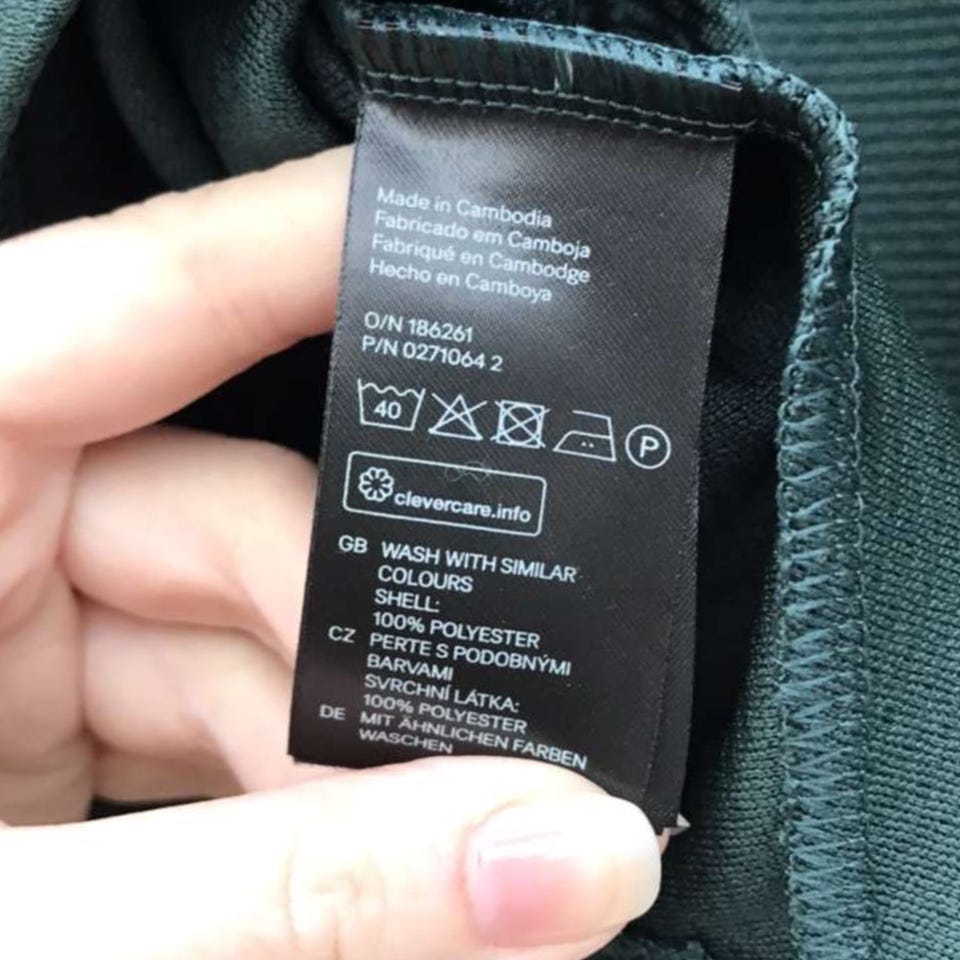 Made in Cambodia
Fabricado em Camboja
Fabriqué en Cambodge
Hecho en Camboya
O/N 186261
P/N 0271064 2
40 P
clevercare.info
GB WASH WITH SIMILAR
COLOURS
SHELL:
100% POLYESTER
CZ PERTE S PODOBNÝMI
BARVAMI
SVRCHNÍ LÁTKA:
100% POLYESTER
DE MIT ÄHNLICHEN FARBEN
WASCHEN